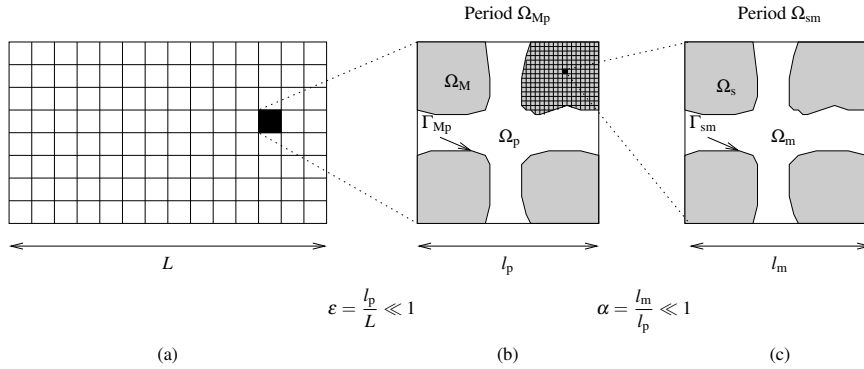 Period Ω_Mp
Period Ω_sm
Ω_M
Ω_s
Γ_Mp
Γ_sm
Ω_p
Ω_m
L
l_p
l_m
ε = l_p / L ≪ 1
α = l_m / l_p ≪ 1
(a)
(b)
(c)